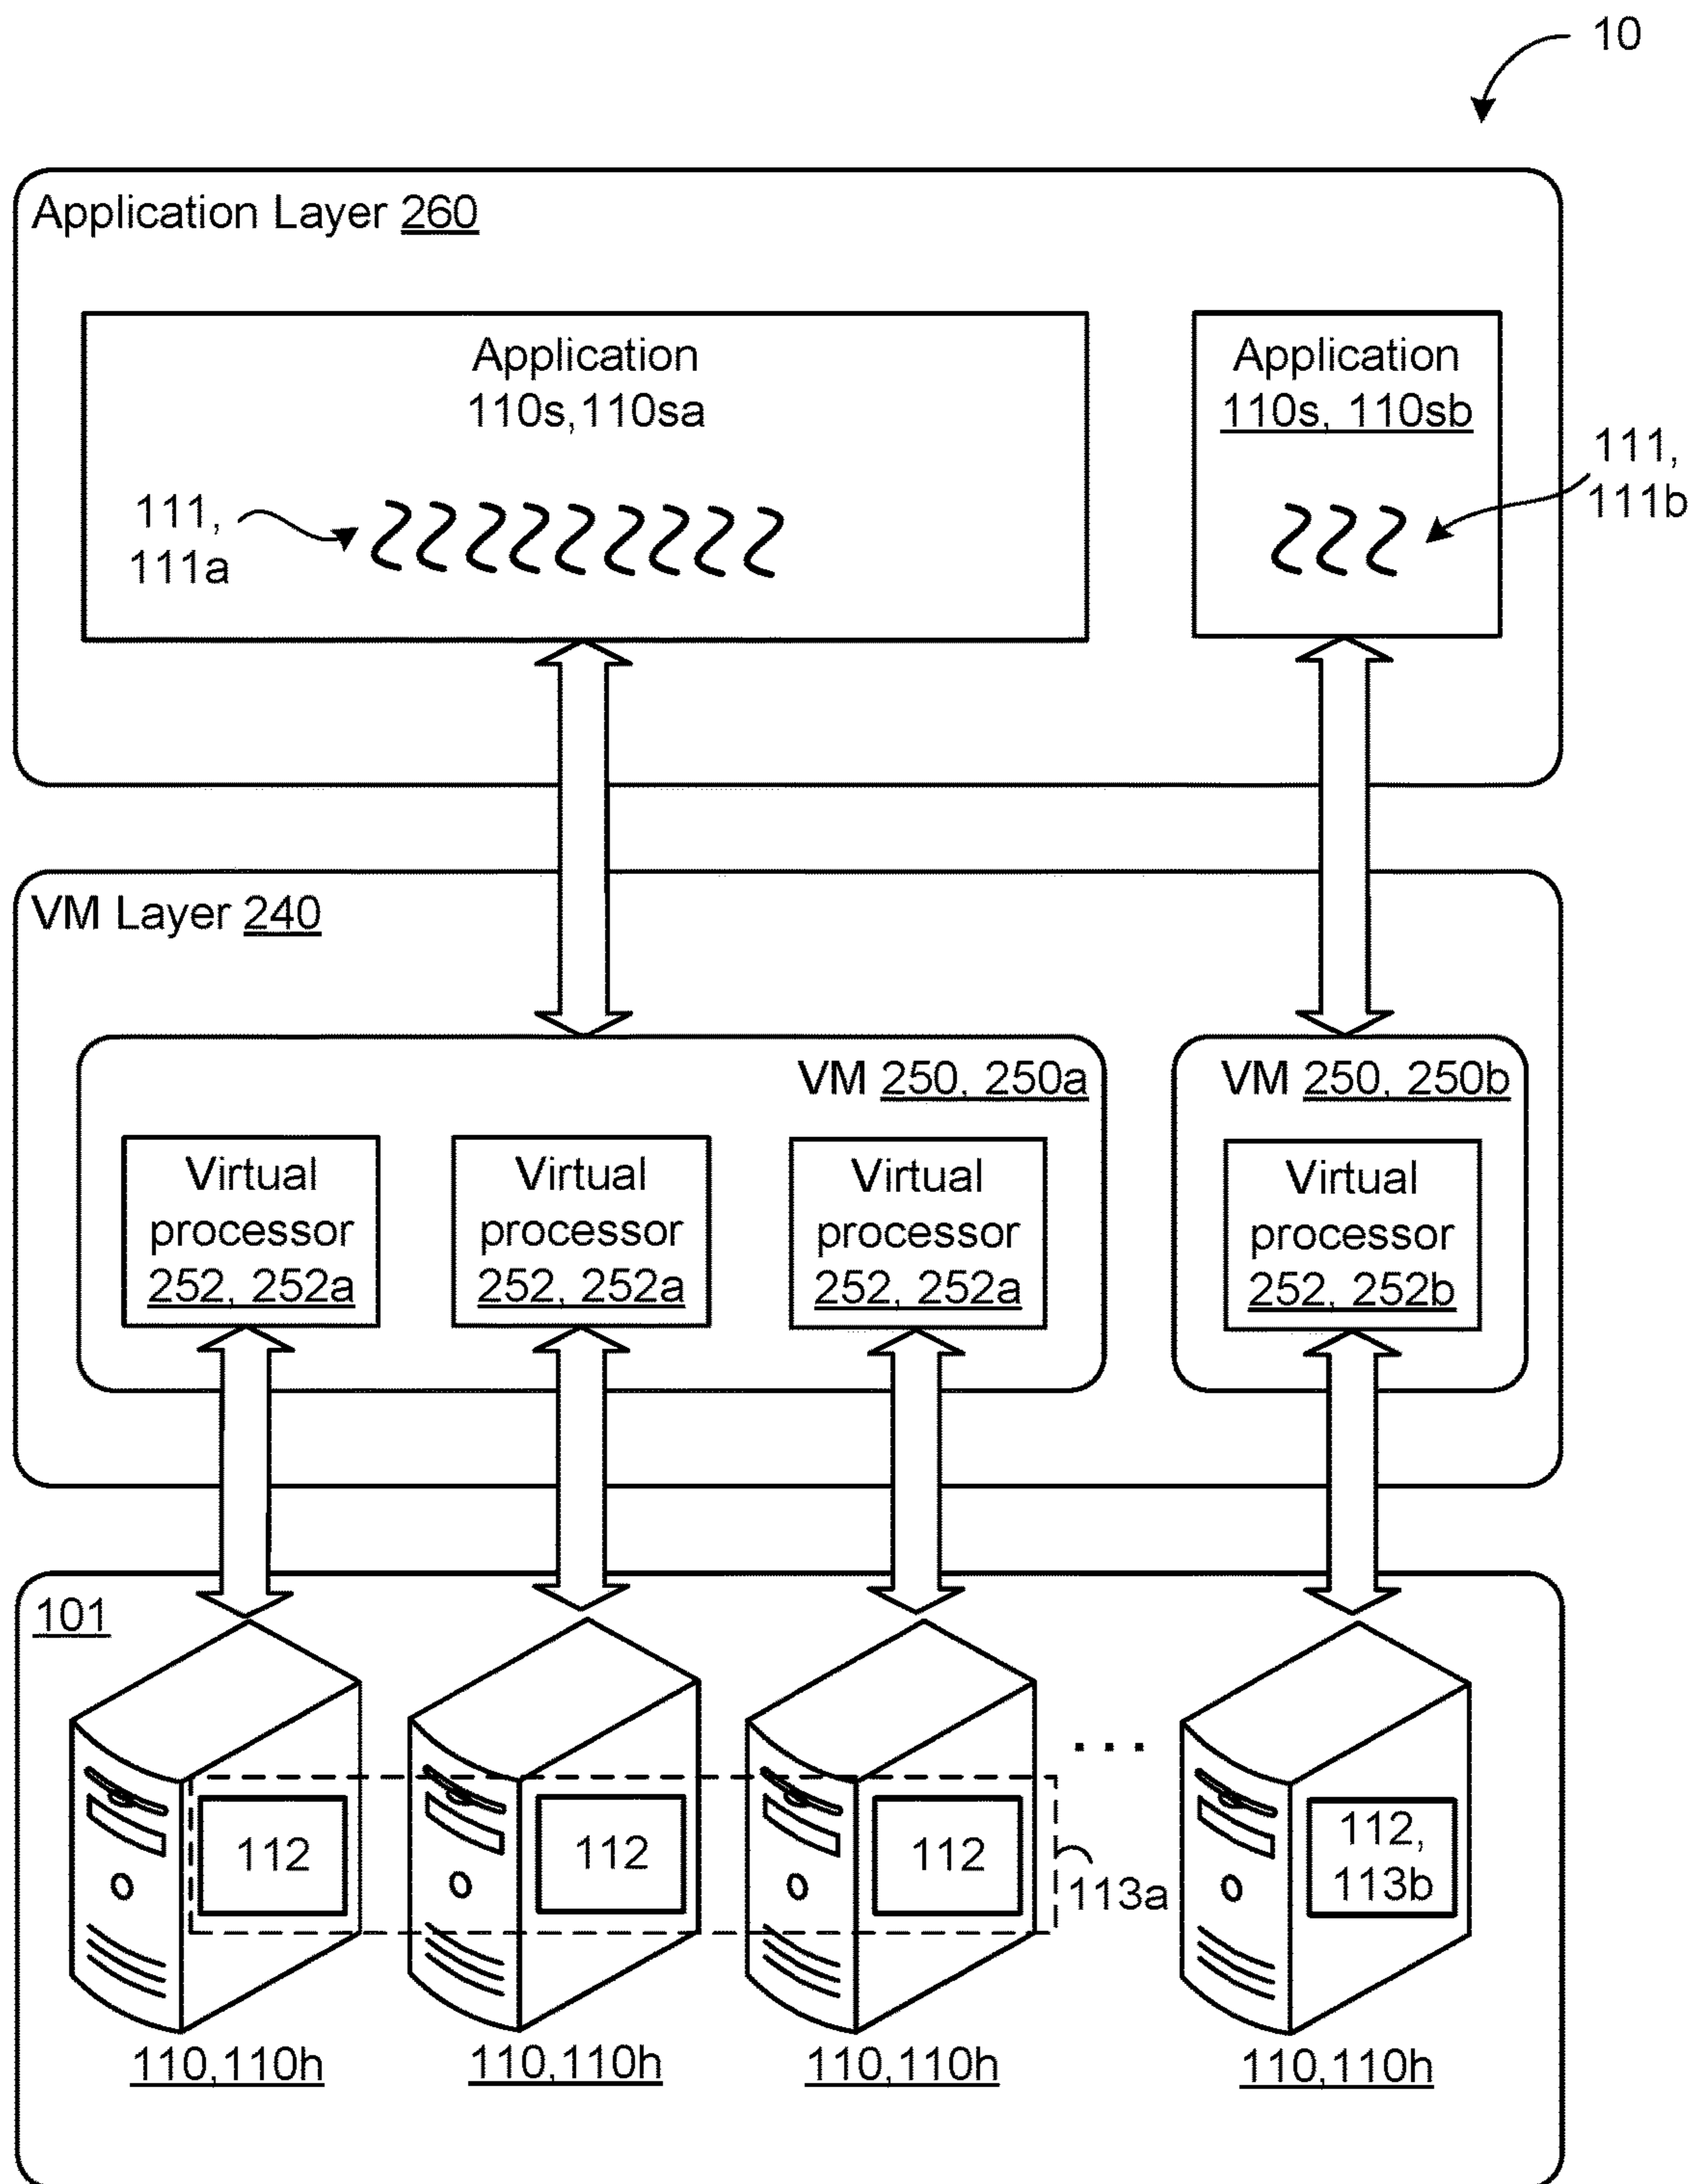 10
Application Layer 260
Application
110s,110sa
111,
111a
Application
110s, 110sb
111,
111b
VM Layer 240
VM 250, 250a
Virtual
processor
252, 252a
Virtual
processor
252, 252a
Virtual
processor
252, 252a
VM 250, 250b
Virtual
processor
252, 252b
101
112
112
112
113a
...
112,
113b
110,110h
110,110h
110,110h
110,110h